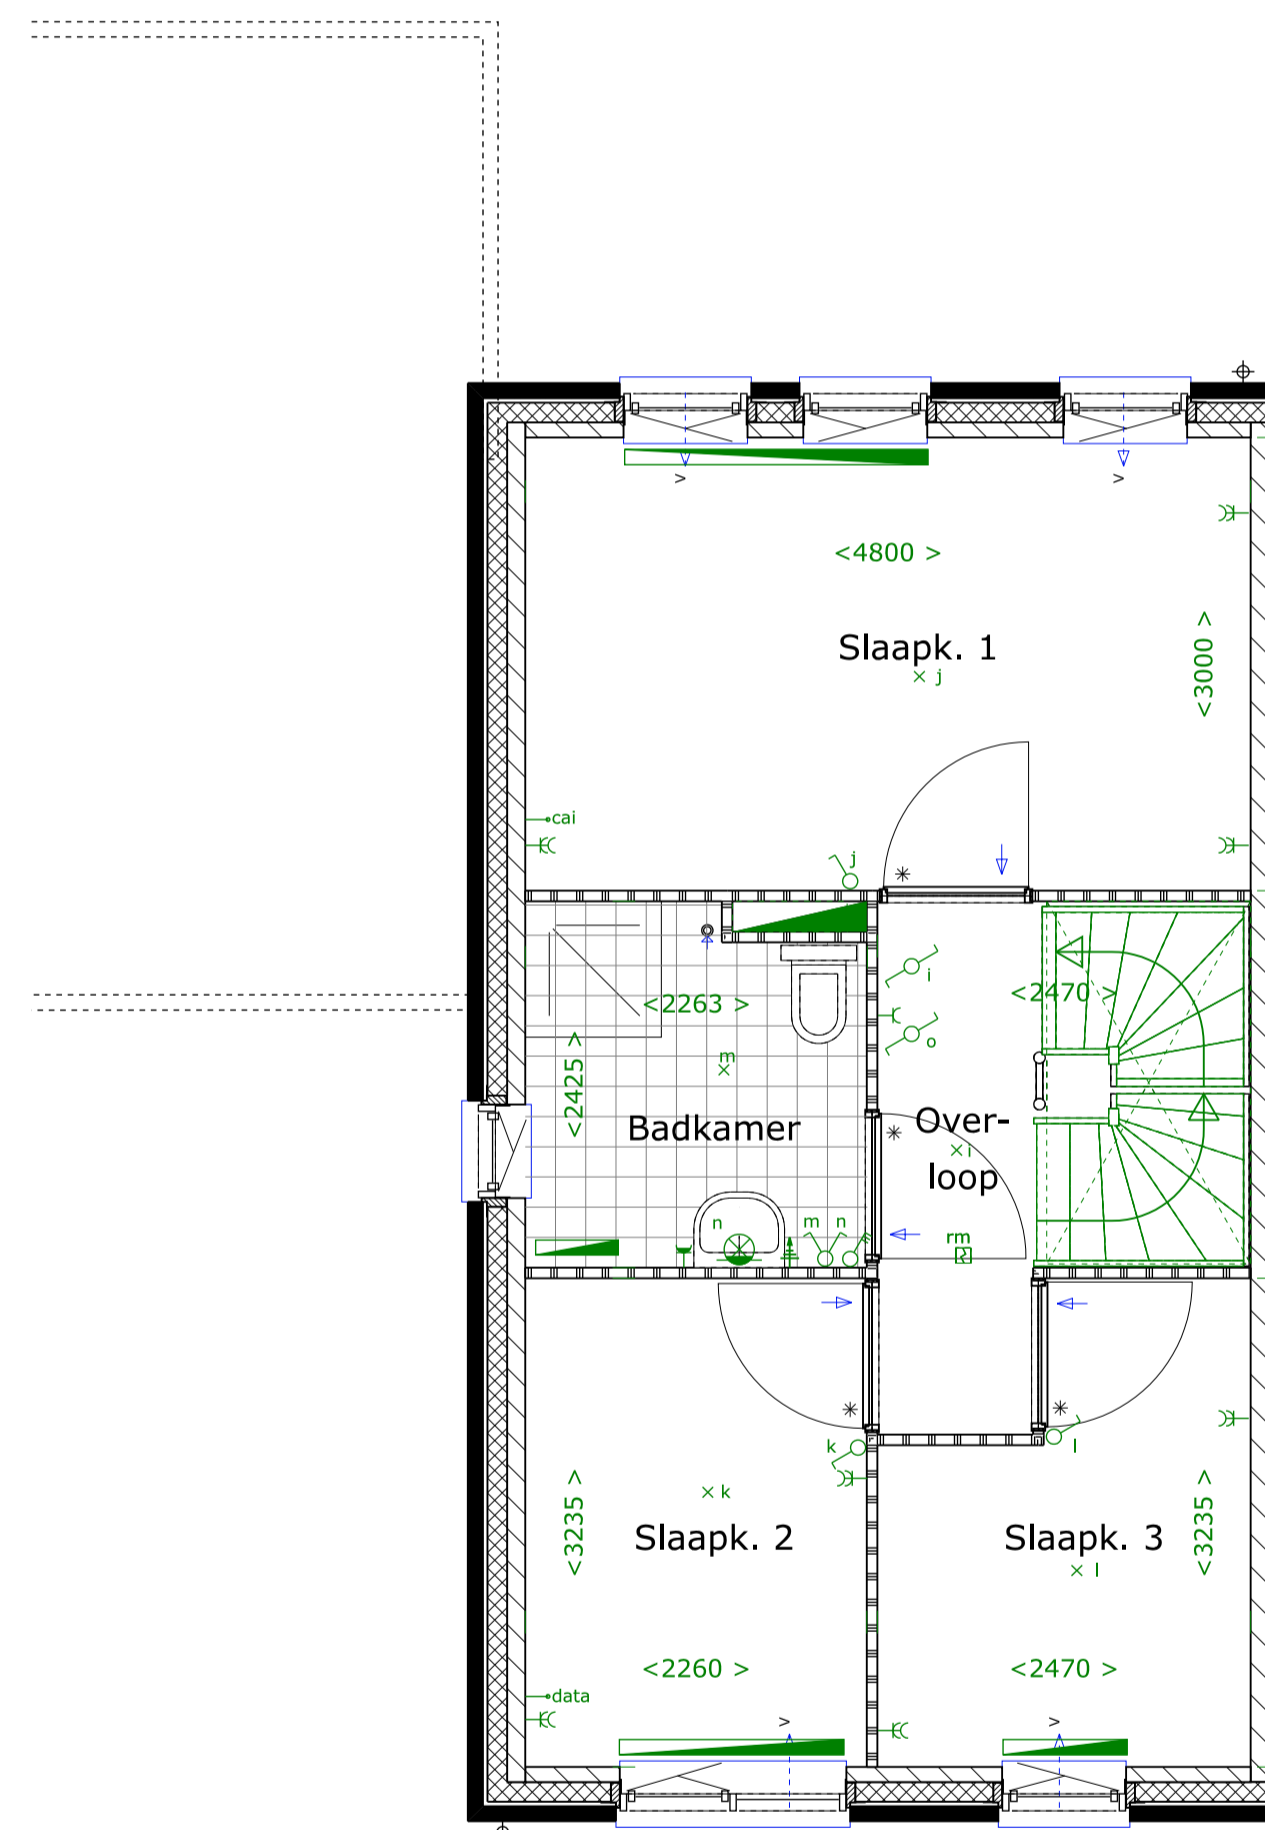 <4800 >
Slaapk. 1
j
<3000 >
cai
j
<2263 >
i
<2470 >
o
m
<2425 >
Badkamer
Over-
i
loop
n
m n
rm
k
l
k
<3235 >
Slaapk. 2
Slaapk. 3
<3235 >
l
<2260 >
<2470 >
data